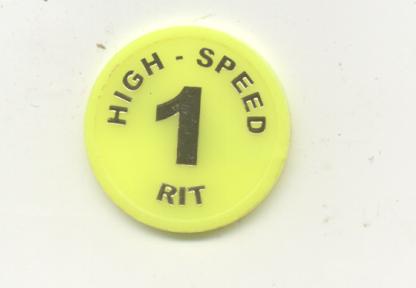 HIGH - SPEED
1
RIT